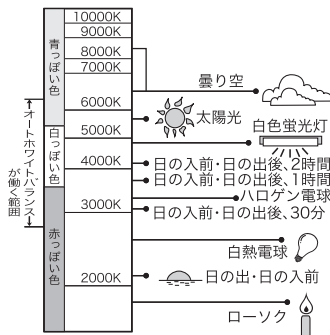 10000K
9000K
8000K
7000K
6000K
5000K
4000K
3000K
2000K
青っぽい色
白っぽい色
赤っぽい色
オートホワイトバランス
が働く範囲
曇り空
太陽光
白色蛍光灯
日の入前・日の出後、2時間
日の入前・日の出後、1時間
ハロゲン電球
日の入前・日の出後、30分
白熱電球
日の出・日の入前
ローソク